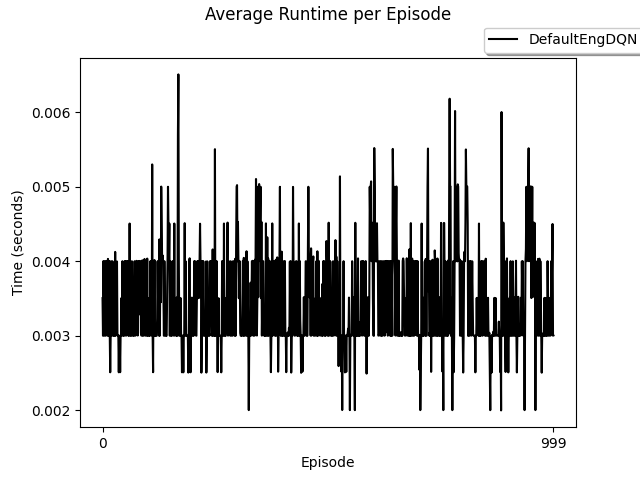 Average Runtime per Episode
DefaultEngDQN
0.006
0.005
0.004
0.003
0.002
Time (seconds)
0
999
Episode